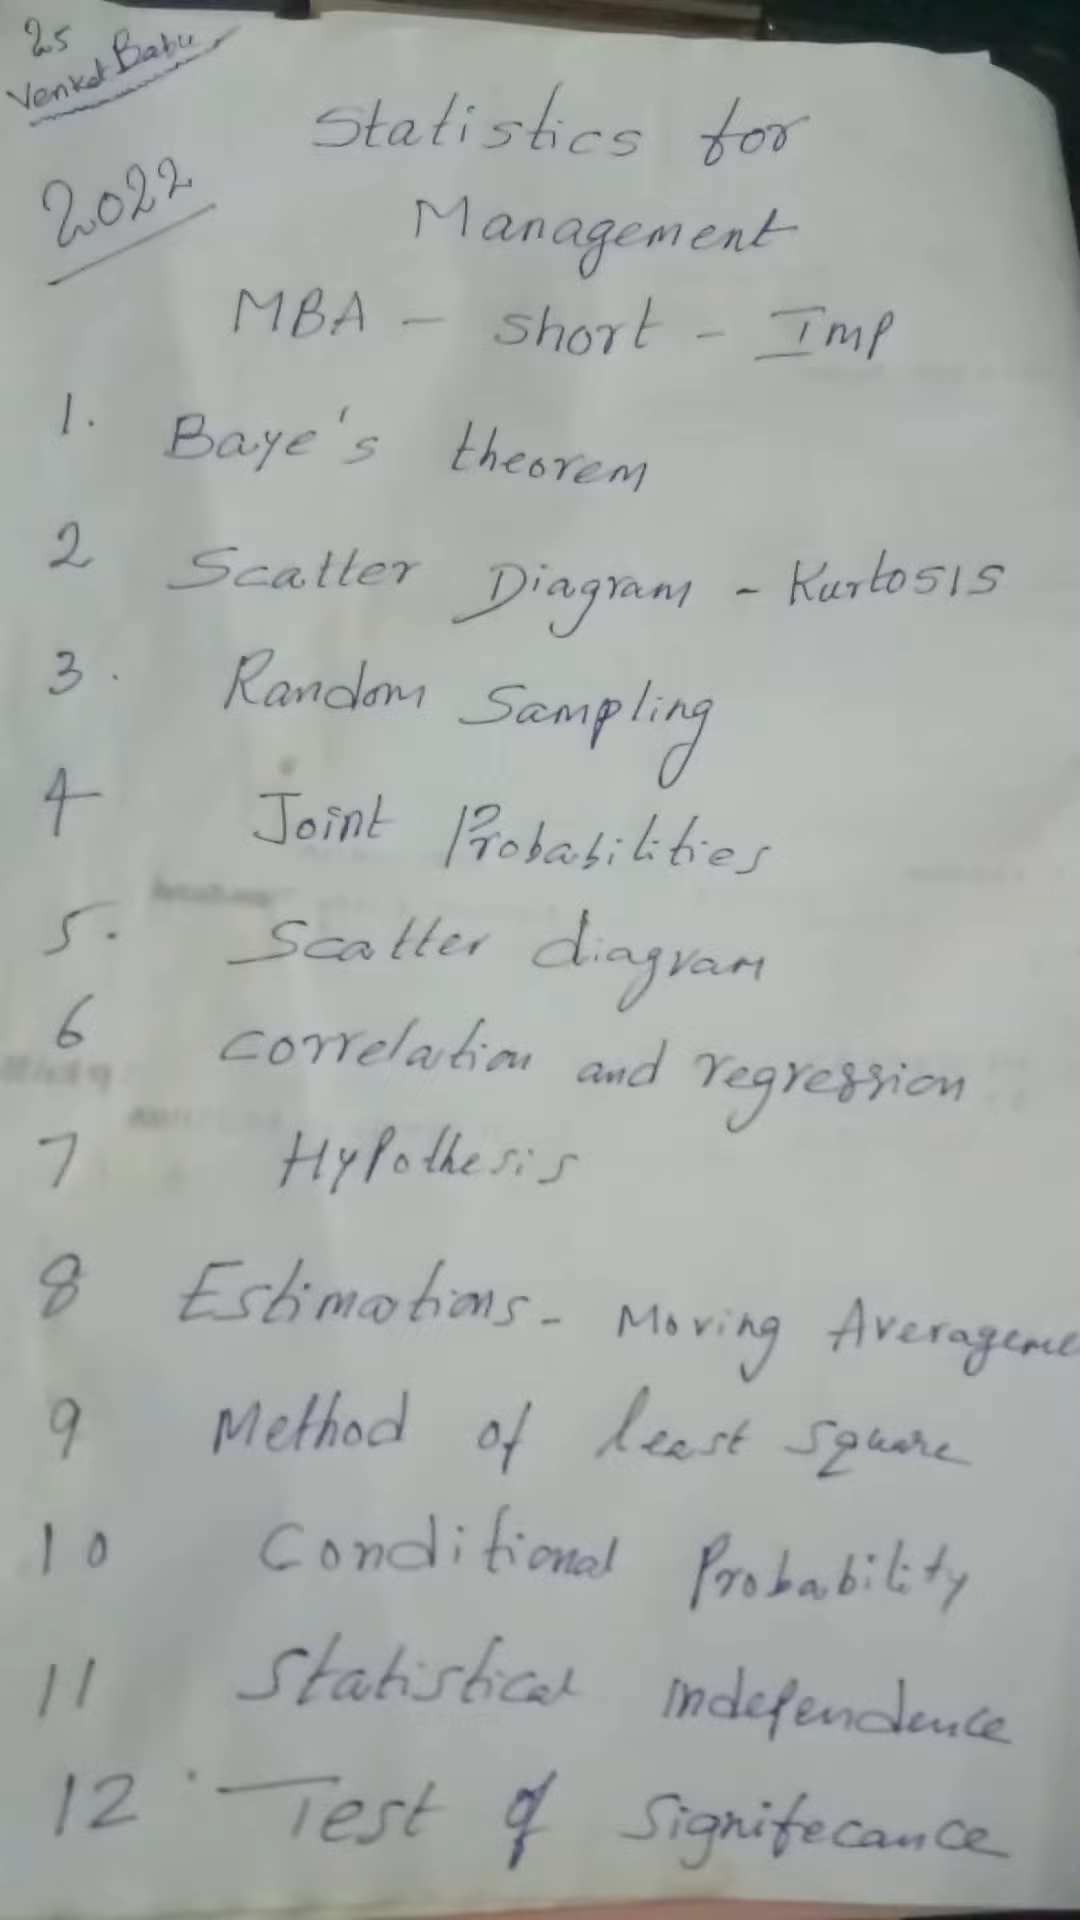 25
Venkat Babu
2022
Statistics for
Management
MBA - short - Imp
1. Baye's theorem
2 Scatter Diagram - Kurtosis
3. Random Sampling
4 Joint Probabilities
5. Scatter diagram
6 correlation and regression
7 Hypothesis
8 Estimations - Moving Averageme
9 Method of least square
10 Conditional Probability
11 Statistical independence
12 Test of Signifecance